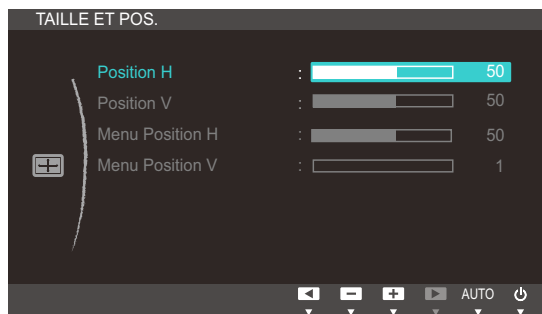 TAILLE ET POS.
Position H : 50
Position V : 50
Menu Position H : 50
Menu Position V : 1
AUTO